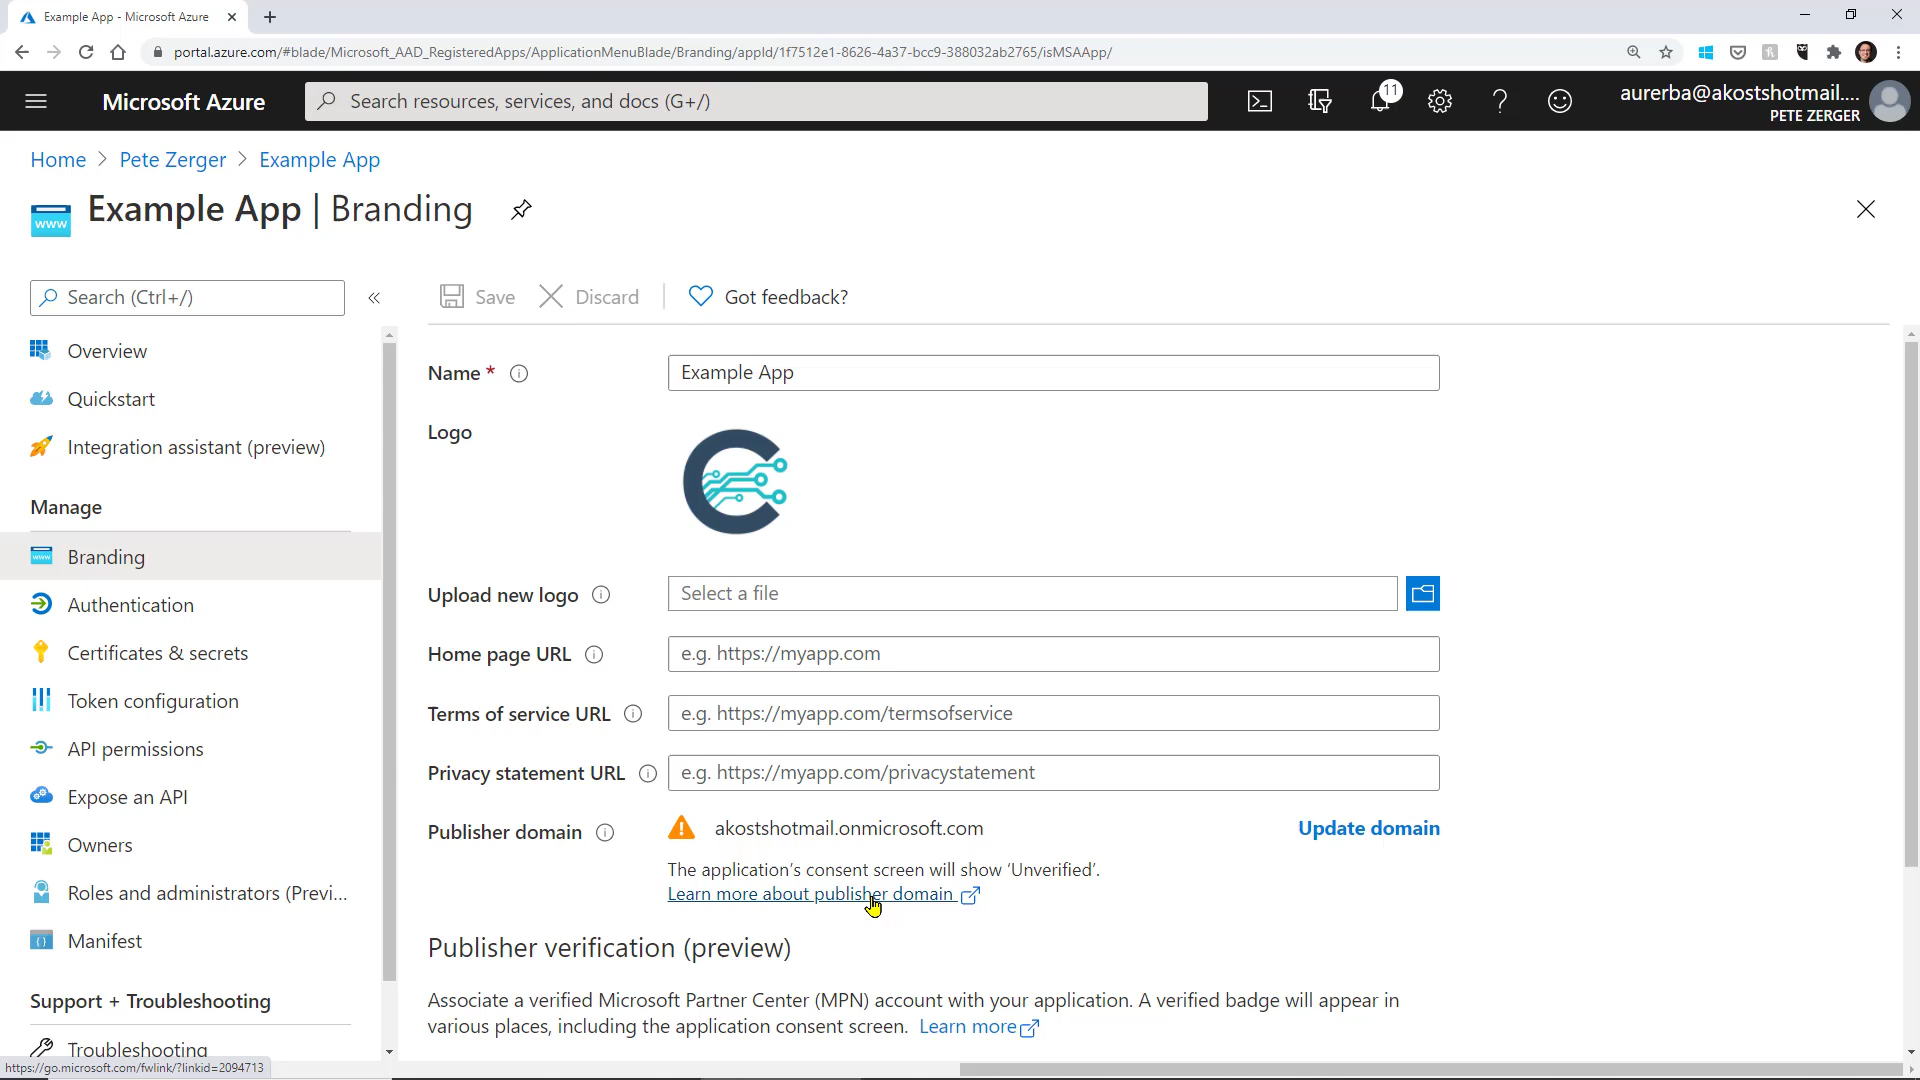 Example App - Microsoft Azure
portal.azure.com/#blade/Microsoft_AAD_RegisteredApps/ApplicationMenuBlade/Branding/appId/1f7512e1-8626-4a37-bcc9-388032ab2765/isMSAApp/
Microsoft Azure
Search resources, services, and docs (G+/)
11
aurerba@akostshotmail....
PETE ZERGER
Home > Pete Zerger > Example App
www
Example App | Branding
Search (Ctrl+/)
«
Save
Discard
Got feedback?
Overview
Quickstart
Integration assistant (preview)
Manage
Branding
Authentication
Certificates & secrets
Token configuration
API permissions
Expose an API
Owners
Roles and administrators (Previ...
Manifest
Support + Troubleshooting
Troubleshooting
Name *
Example App
Logo
Upload new logo
Select a file
Home page URL
e.g. https://myapp.com
Terms of service URL
e.g. https://myapp.com/termsofservice
Privacy statement URL
e.g. https://myapp.com/privacystatement
Publisher domain
akostshotmail.onmicrosoft.com
Update domain
The application's consent screen will show 'Unverified'.
Learn more about publisher domain
Publisher verification (preview)
Associate a verified Microsoft Partner Center (MPN) account with your application. A verified badge will appear in
various places, including the application consent screen. Learn more
https://go.microsoft.com/fwlink/?linkid=2094713